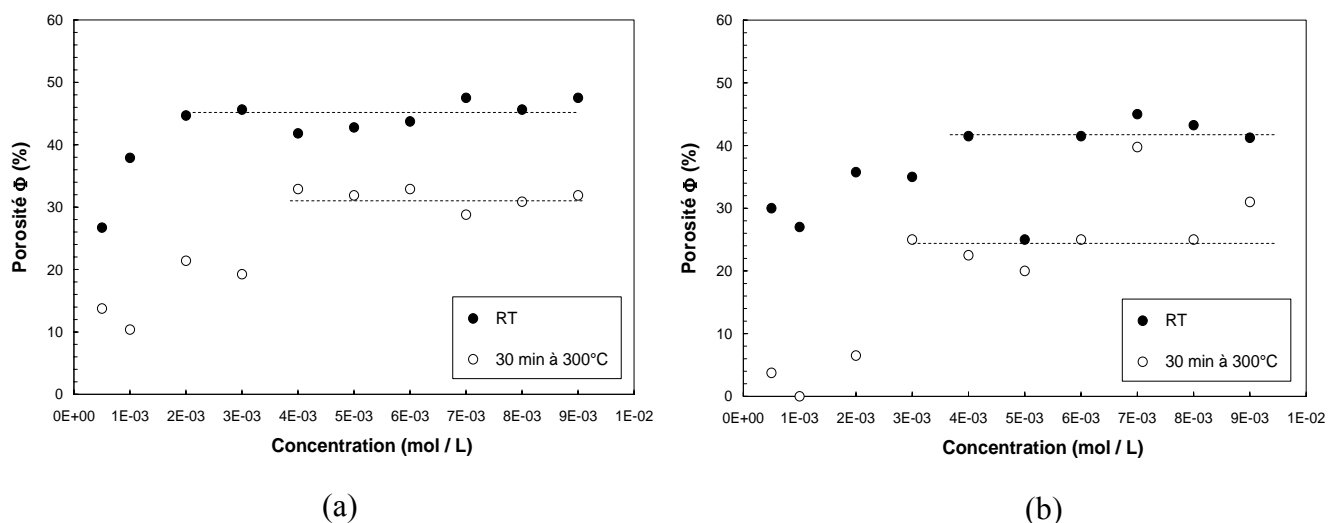 60
50
40
30
20
10
0
Porosité Φ (%)
0E+00 1E-03 2E-03 3E-03 4E-03 5E-03 6E-03 7E-03 8E-03 9E-03 1E-02
Concentration (mol / L)
RT
30 min à 300°C
(a)
60
50
40
30
20
10
0
Porosité Φ (%)
0E+00 1E-03 2E-03 3E-03 4E-03 5E-03 6E-03 7E-03 8E-03 9E-03 1E-02
Concentration (mol / L)
RT
30 min à 300°C
(b)